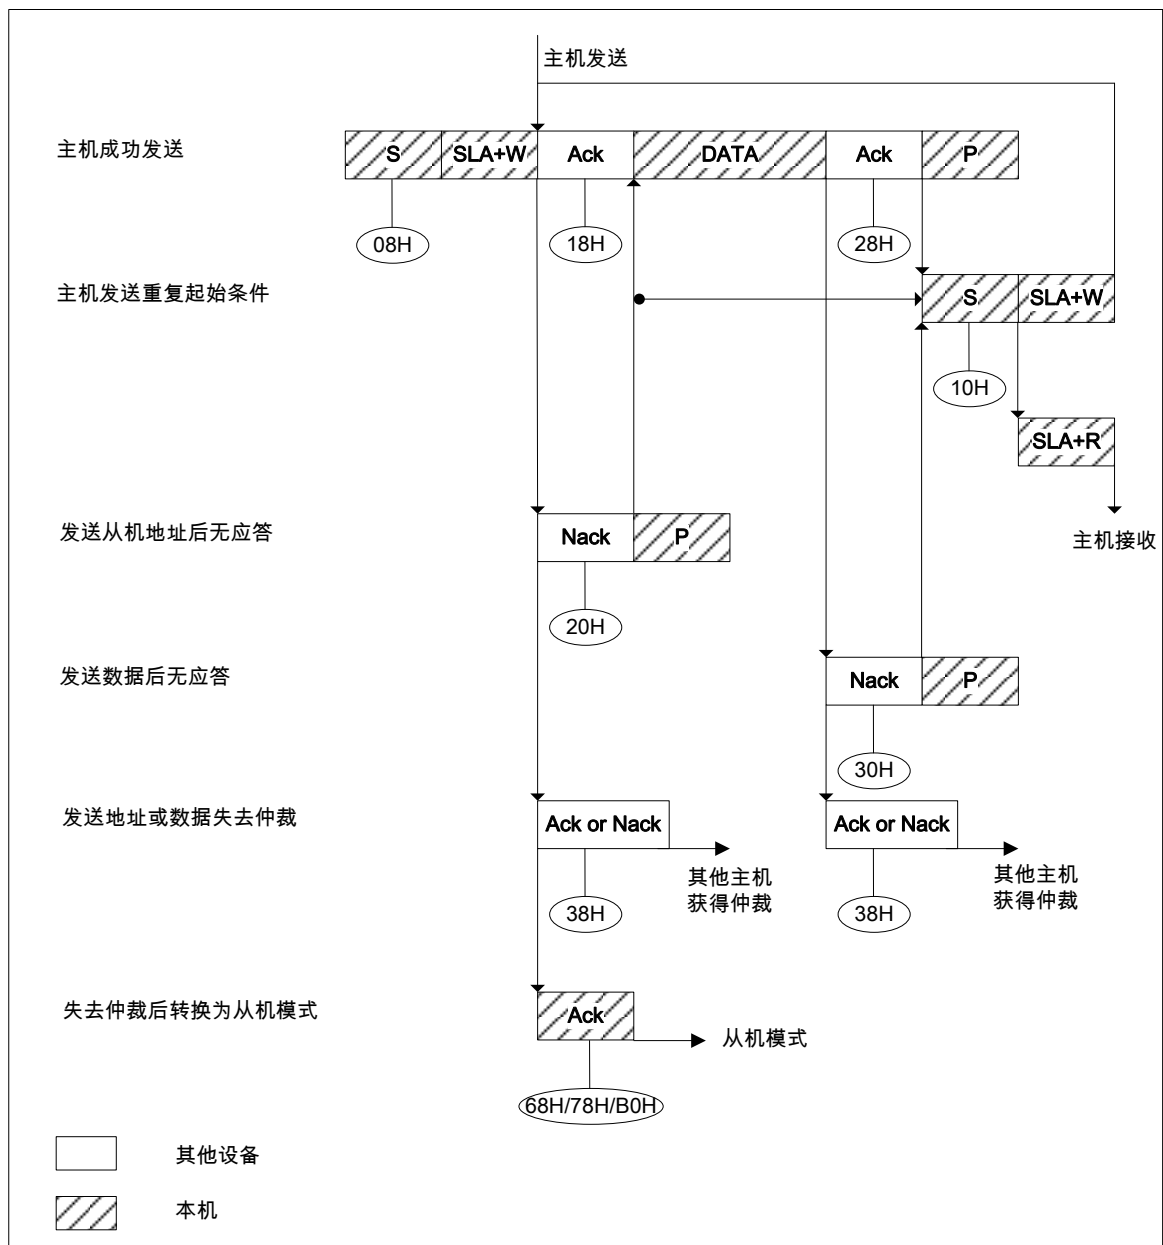 主机发送
主机成功发送
S SLA+W Ack DATA Ack P
08H 18H 28H
主机发送重复起始条件
S SLA+W
10H
SLA+R
发送从机地址后无应答
Nack P
主机接收
20H
发送数据后无应答
Nack P
30H
发送地址或数据失去仲裁
Ack or Nack Ack or Nack
其他主机
获得仲裁
其他主机
获得仲裁
38H 38H
失去仲裁后转换为从机模式
Ack
从机模式
68H/78H/B0H
其他设备
本机